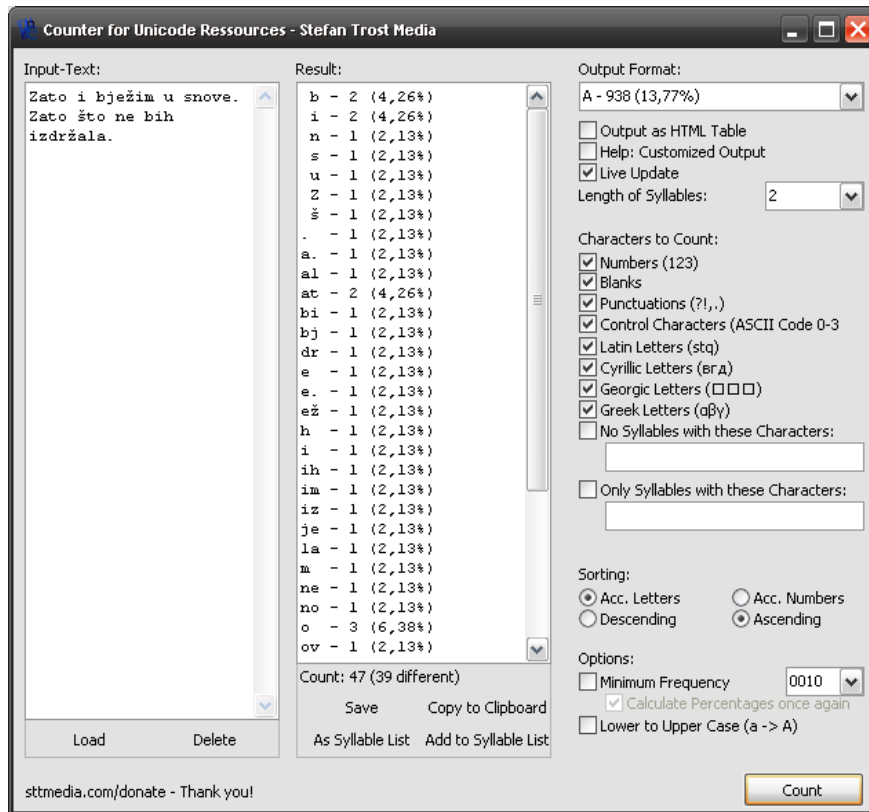 Counter for Unicode Ressources - Stefan Trost Media
Input-Text:
Zato i bježim u snove.
Zato što ne bih
izdržala.
Load
Delete
Result:
b - 2 (4,26%)
i - 2 (4,26%)
n - 1 (2,13%)
s - 1 (2,13%)
u - 1 (2,13%)
Z - 1 (2,13%)
š - 1 (2,13%)
. - 1 (2,13%)
a. - 1 (2,13%)
al - 1 (2,13%)
at - 2 (4,26%)
bi - 1 (2,13%)
bj - 1 (2,13%)
dr - 1 (2,13%)
e - 1 (2,13%)
e. - 1 (2,13%)
ež - 1 (2,13%)
h - 1 (2,13%)
i - 1 (2,13%)
ih - 1 (2,13%)
im - 1 (2,13%)
iz - 1 (2,13%)
je - 1 (2,13%)
la - 1 (2,13%)
m - 1 (2,13%)
ne - 1 (2,13%)
no - 1 (2,13%)
o - 3 (6,38%)
ov - 1 (2,13%)
Count: 47 (39 different)
Save Copy to Clipboard
As Syllable List Add to Syllable List
Output Format:
A - 938 (13,77%)
Output as HTML Table
Help: Customized Output
Live Update
Length of Syllables: 2
Characters to Count:
Numbers (123)
Blanks
Punctuations (?!,.)
Control Characters (ASCII Code 0-3
Latin Letters (stq)
Cyrillic Letters (вгд)
Georgic Letters (□□□)
Greek Letters (αβγ)
No Syllables with these Characters:
Only Syllables with these Characters:
Sorting:
Acc. Letters Acc. Numbers
Descending Ascending
Options:
Minimum Frequency 0010
Calculate Percentages once again
Lower to Upper Case (a -> A)
sttmedia.com/donate - Thank you!
Count